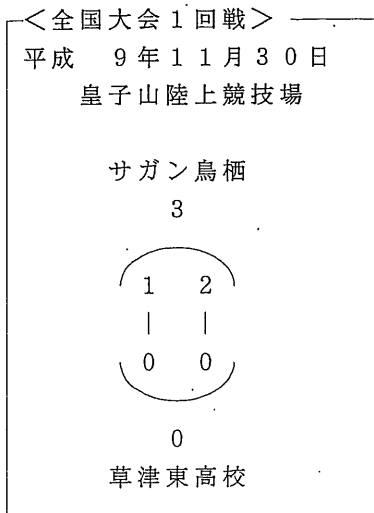 ＜全国大会１回戦＞
平成　９年１１月３０日
皇子山陸上競技場
サガン鳥栖
３
１　２
｜　｜
０　０
０
草津東高校